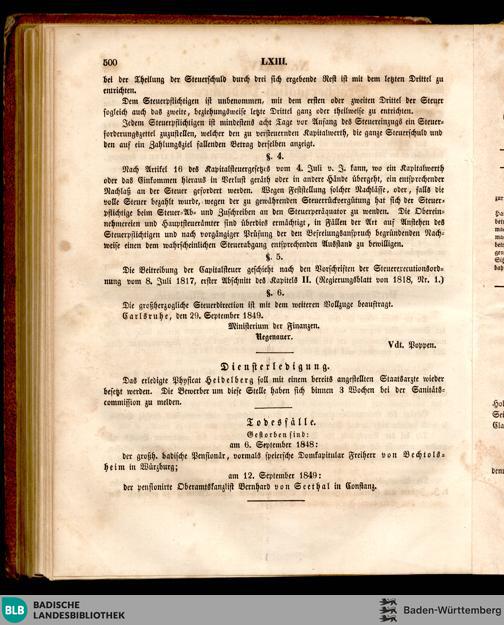 500 LXIII.
bei der Theilung der Steuerschuld durch drei sich ergebende Rest ist mit dem letzten Drittel zu
entrichten.
Dem Steuerpflichtigen ist unbenommen, mit dem ersten oder zweiten Drittel der Steuer
sogleich auch das zweite, beziehungsweise letzte Drittel ganz oder theilweise zu entrichten.
Jedem Steuerpflichtigen ist mindestens acht Tage vor Anfang des Steuereinzugs ein Steuer-
forderungszettel zuzustellen, welcher den zu versteuernden Kapitalwerth, die ganze Steuerschuld und
den auf ein Zahlungsziel fallenden Betrag derselben anzeigt.
§. 4.
Nach Artikel 16 des Kapitalsteuergesetzes vom 4. Juli v. J. kann, wo ein Kapitalwerth
oder das Einkommen hieraus in Verlust geräth oder in andere Hände übergeht, ein entsprechender
Nachlaß an der Steuer gefordert werden. Wegen Feststellung solcher Nachlässe, oder, falls die
volle Steuer bezahlt wurde, wegen der zu gewährenden Steuerrückvergütung hat sich der Steuer-
pflichtige beim Steuer-Ab- und Zuschreiben an den Steuerperäquator zu wenden. Die Oberein-
nehmereien und Hauptsteuerämter sind überdies ermächtigt, in Fällen der Art auf Anstehen des
Steuerpflichtigen und nach vorgängiger Prüfung der den Befreiungsanspruch begründenden Nach-
weise einen dem wahrscheinlichen Steuerabgang entsprechenden Ausstand zu bewilligen.
§. 5.
Die Beitreibung der Capitalsteuer geschieht nach den Vorschriften der Steuerexecutionsord-
nung vom 8. Juli 1817, erster Abschnitt des Kapitels II. (Regierungsblatt von 1818, Nr. 1.)
§. 6.
Die großherzogliche Steuerdirection ist mit dem weiteren Vollzuge beauftragt.
Carlsruhe, den 29. September 1849.
Ministerium der Finanzen.
Regenauer.
Vdt. Poppen.
Diensterledigung.
Das erledigte Physicat Heidelberg soll mit einem bereits angestellten Staatsarzte wieder
besetzt werden. Die Bewerber um diese Stelle haben sich binnen 3 Wochen bei der Sanitäts-
commission zu melden.
Todesfälle.
Gestorben sind:
am 6. September 1848:
der großh. badische Pensionär, vormals speiersche Domkapitular Freiherr von Bechtols-
heim in Würzburg;
am 12. September 1849:
der pensionirte Oberamtskanzlist Bernhard von Seethal in Constanz.
BLB BADISCHE
LANDESBIBLIOTHEK
Baden-Württemberg